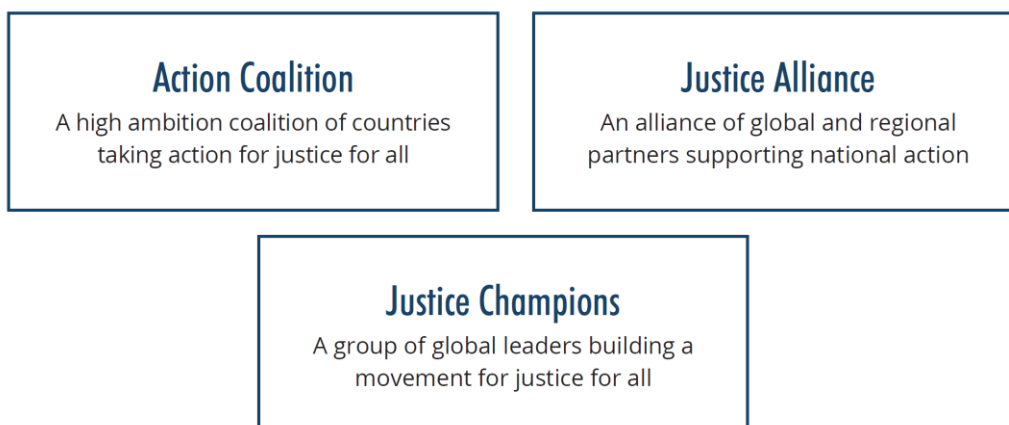 Action Coalition
A high ambition coalition of countries
taking action for justice for all
Justice Alliance
An alliance of global and regional
partners supporting national action
Justice Champions
A group of global leaders building a
movement for justice for all